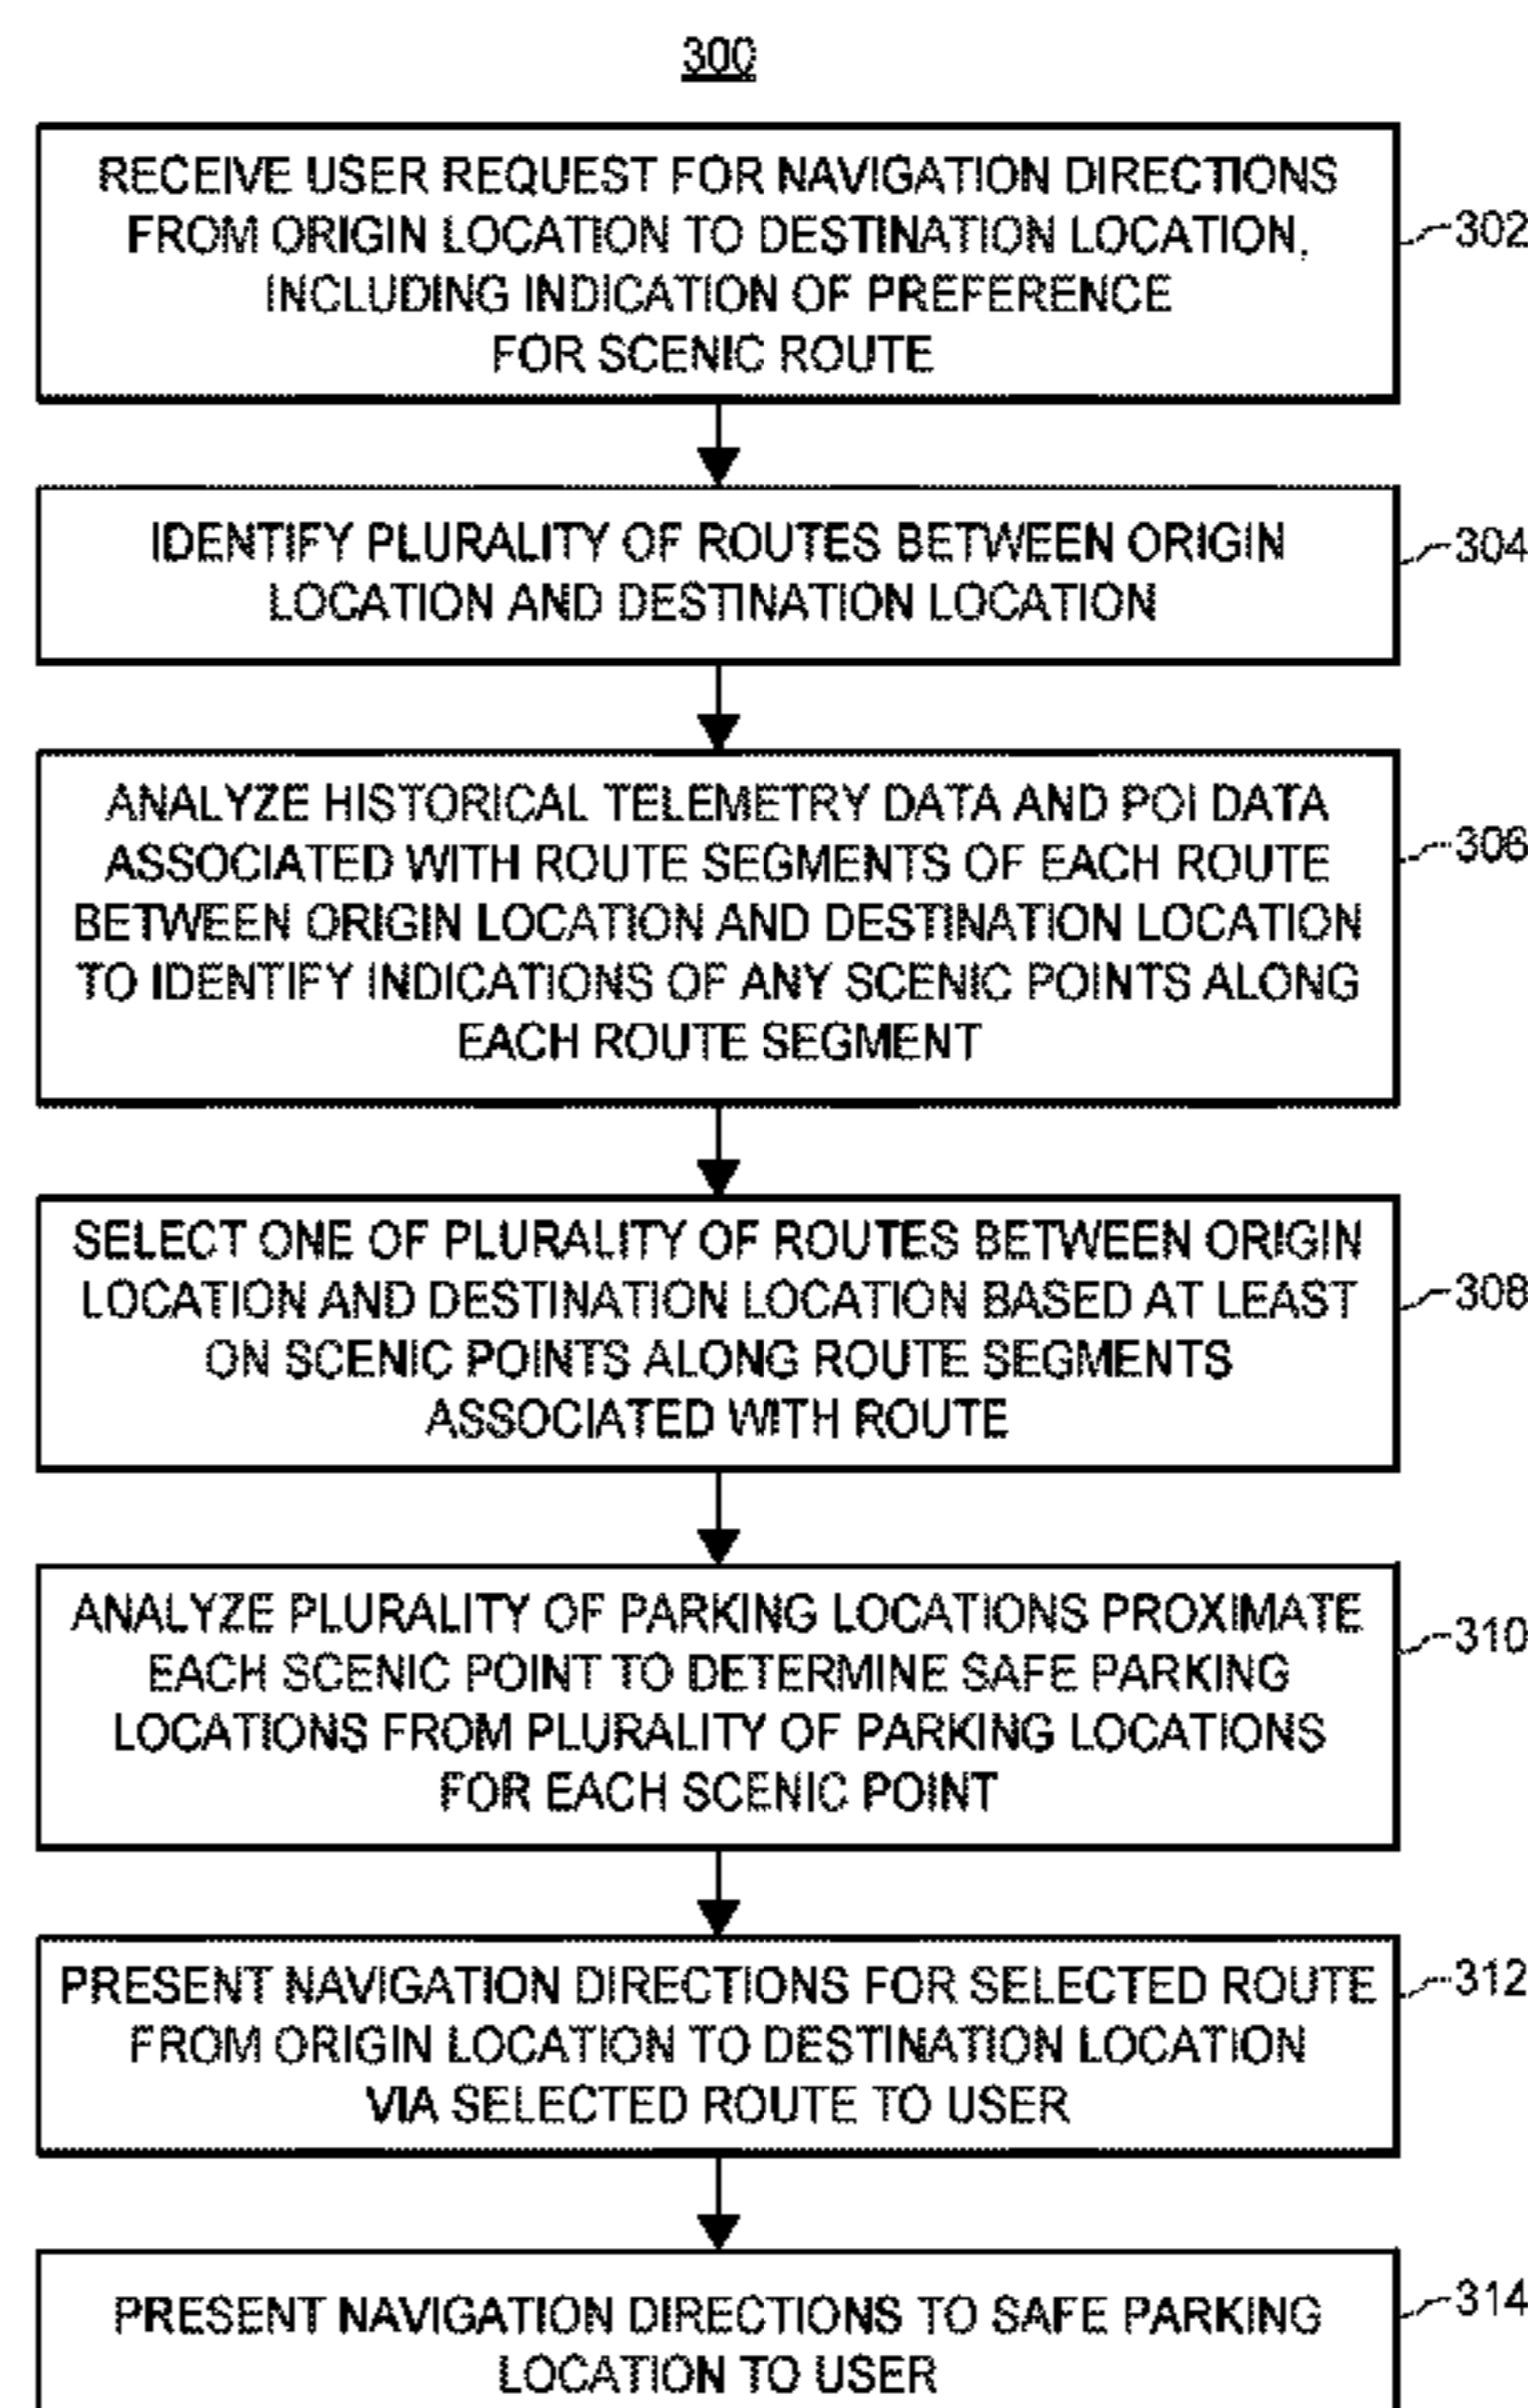 300
RECEIVE USER REQUEST FOR NAVIGATION DIRECTIONS
FROM ORIGIN LOCATION TO DESTINATION LOCATION,
INCLUDING INDICATION OF PREFERENCE
FOR SCENIC ROUTE
302
IDENTIFY PLURALITY OF ROUTES BETWEEN ORIGIN
LOCATION AND DESTINATION LOCATION
304
ANALYZE HISTORICAL TELEMETRY DATA AND POI DATA
ASSOCIATED WITH ROUTE SEGMENTS OF EACH ROUTE
BETWEEN ORIGIN LOCATION AND DESTINATION LOCATION
TO IDENTIFY INDICATIONS OF ANY SCENIC POINTS ALONG
EACH ROUTE SEGMENT
306
SELECT ONE OF PLURALITY OF ROUTES BETWEEN ORIGIN
LOCATION AND DESTINATION LOCATION BASED AT LEAST
ON SCENIC POINTS ALONG ROUTE SEGMENTS
ASSOCIATED WITH ROUTE
308
ANALYZE PLURALITY OF PARKING LOCATIONS PROXIMATE
EACH SCENIC POINT TO DETERMINE SAFE PARKING
LOCATIONS FROM PLURALITY OF PARKING LOCATIONS
FOR EACH SCENIC POINT
310
PRESENT NAVIGATION DIRECTIONS FOR SELECTED ROUTE
FROM ORIGIN LOCATION TO DESTINATION LOCATION
VIA SELECTED ROUTE TO USER
312
PRESENT NAVIGATION DIRECTIONS TO SAFE PARKING
LOCATION TO USER
314